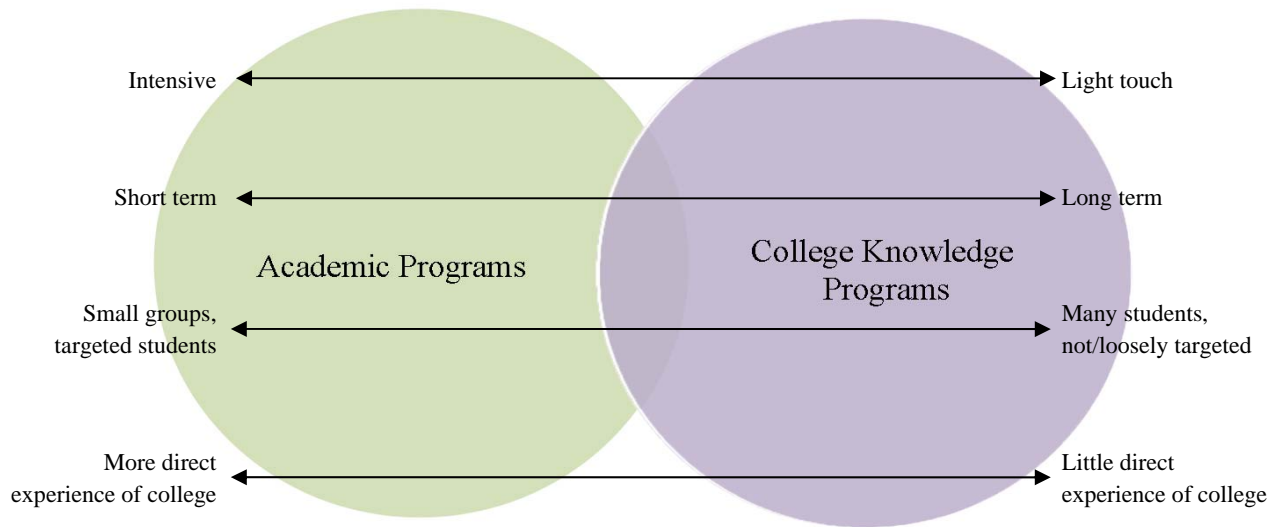 Intensive
Light touch
Short term
Long term
Academic Programs
College Knowledge
Programs
Small groups,
targeted students
Many students,
not/loosely targeted
More direct
experience of college
Little direct
experience of college